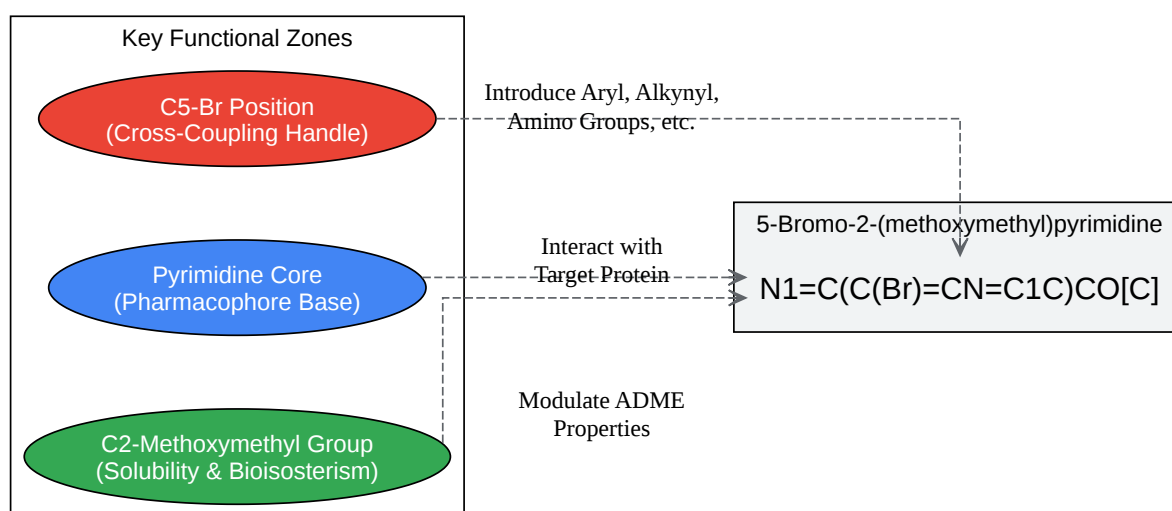 Key Functional Zones
C5-Br Position
(Cross-Coupling Handle)
Introduce Aryl, Alkynyl,
Amino Groups, etc.
5-Bromo-2-(methoxymethyl)pyrimidine
N1=C(C(Br)=CN=C1C)CO[C]
Pyrimidine Core
(Pharmacophore Base)
Interact with
Target Protein
C2-Methoxymethyl Group
(Solubility & Bioisosterism)
Modulate ADME
Properties